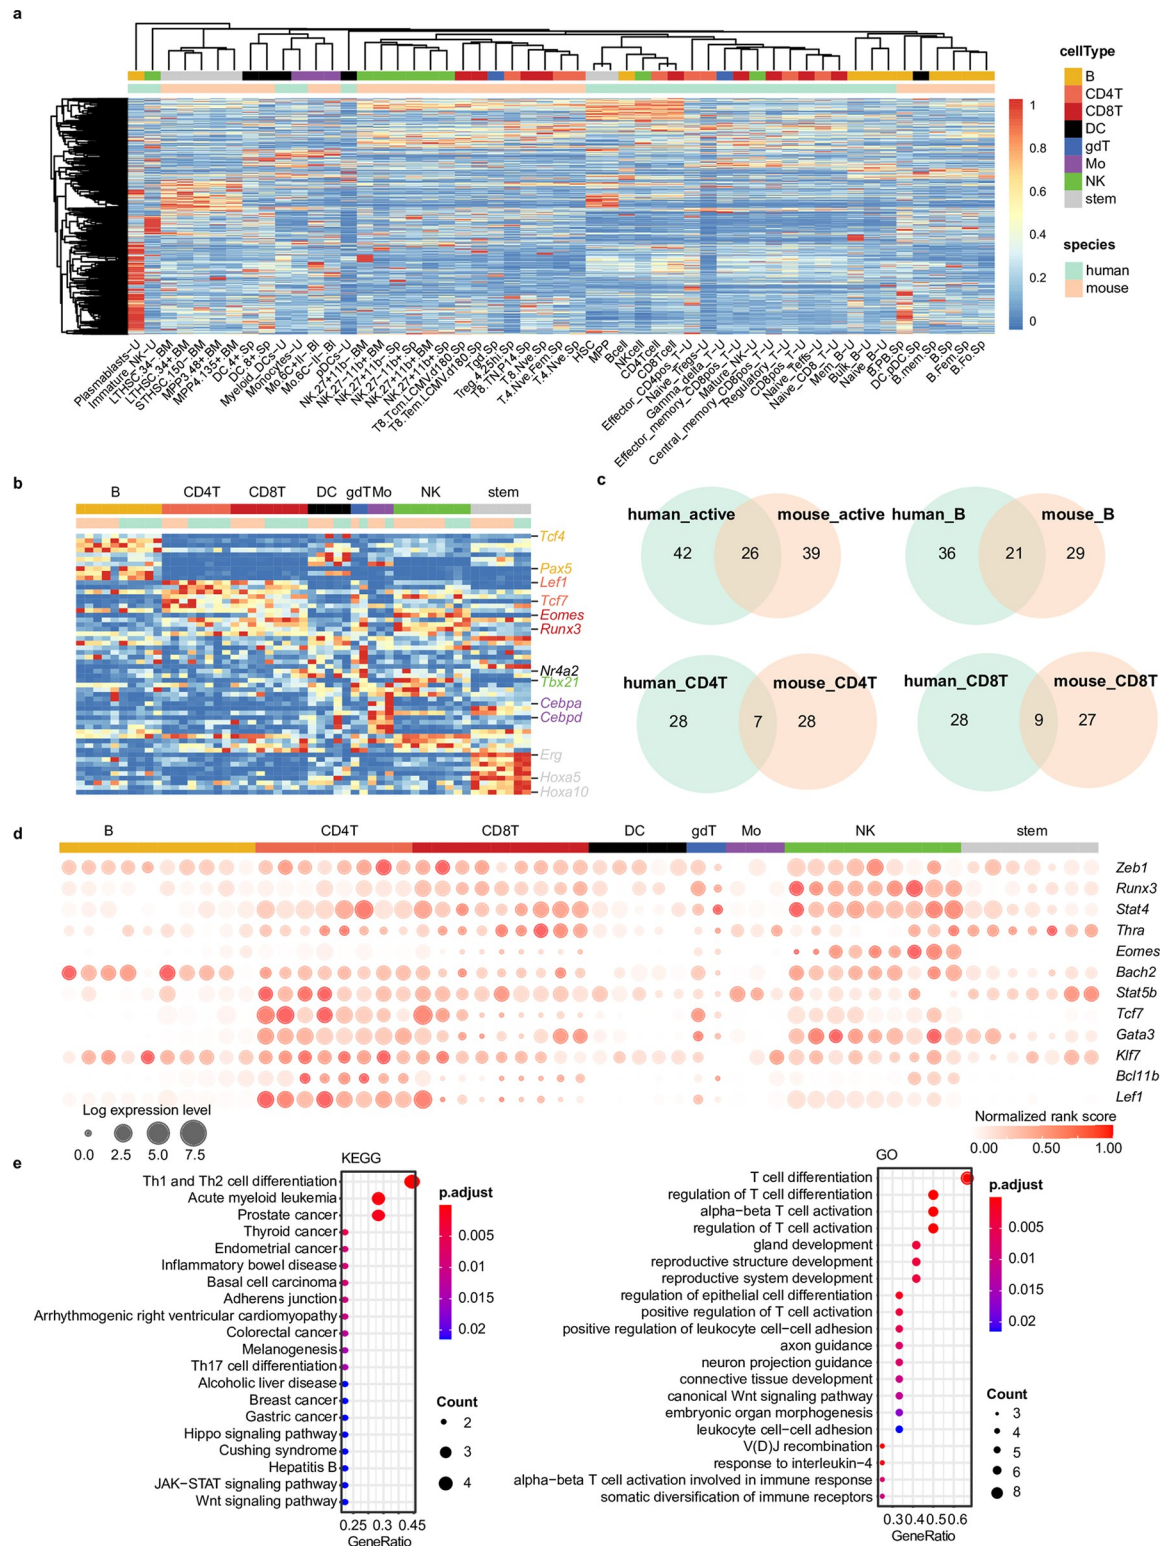 a
cellType
B
CD4T
CD8T
DC
gdT
Mo
NK
stem
species
human
mouse
1
0.8
0.6
0.4
0.2
0
Plasmablasts−U
Immature_NK−U
LTHSC.34−.BM
LTHSC.34+.BM
STHSC.150−.BM
MPP3.48+.BM
MPP4.135+.BM
DC.4+.Sp
DC.8+.Sp
Myeloid_DCs−U
Monocytes−U
Mo.6C+II−.Bl
Mo.6C−II−.Bl
pDCs−U
NK.27+11b−.BM
NK.27+11b+.BM
NK.27−11b+.BM
NK.27+11b−.Sp
NK.27−11b+.Sp
NK.27+11b+.Sp
T8.Tcm.LCMV.d180.Sp
T8.Tem.LCMV.d180.Sp
Tgd.Sp
Treg.4.25hi.Sp
T8.TN.P14.Sp
T.8.Nve.Sp
T.4.Nve.Fem.Sp
T.4.Nve.Sp
HSC
MPP
Bcell
NKcell
CD4Tcell
CD8Tcell
Effector_CD4pos_T−U
Naive_Tregs−U
Gamma_delta_T−U
Effector_memory_CD8pos_T−U
Mature_NK−U
Central_memory_CD8pos_T−U
Regulatory_T−U
CD8pos_T−U
Naive_Teffs−U
Naive_CD8_T−U
Mem_B−U
Bulk_B−U
Naive_B−U
B−U
B.PB.Sp
DC.pDC.Sp
B.mem.Sp
B.Sp
B.Fem.Sp
B.Fo.Sp
b
B CD4T CD8T DC gdT Mo NK stem
Tcf4
Pax5
Lef1
Tcf7
Eomes
Runx3
Nr4a2
Tbx21
Cebpa
Cebpd
Erg
Hoxa5
Hoxa10
c
human_active mouse_active
42 26 39
human_B mouse_B
36 21 29
human_CD4T mouse_CD4T
28 7 28
human_CD8T mouse_CD8T
28 9 27
d
B CD4T CD8T DC gdT Mo NK stem
Zeb1
Runx3
Stat4
Thra
Eomes
Bach2
Stat5b
Tcf7
Gata3
Klf7
Bcl11b
Lef1
Log expression level
0.0 2.5 5.0 7.5
Normalized rank score
0.00 0.50 1.00
e
KEGG
Th1 and Th2 cell differentiation
Acute myeloid leukemia
Prostate cancer
Thyroid cancer
Endometrial cancer
Inflammatory bowel disease
Basal cell carcinoma
Adherens junction
Arrhythmogenic right ventricular cardiomyopathy
Colorectal cancer
Melanogenesis
Th17 cell differentiation
Alcoholic liver disease
Breast cancer
Gastric cancer
Hippo signaling pathway
Cushing syndrome
Hepatitis B
JAK−STAT signaling pathway
Wnt signaling pathway
0.25 0.3 0.45
GeneRatio
p.adjust
0.005
0.01
0.015
0.02
Count
2
3
4
GO
T cell differentiation
regulation of T cell differentiation
alpha−beta T cell activation
regulation of T cell activation
gland development
reproductive structure development
reproductive system development
regulation of epithelial cell differentiation
positive regulation of T cell activation
positive regulation of leukocyte cell−cell adhesion
axon guidance
neuron projection guidance
connective tissue development
canonical Wnt signaling pathway
embryonic organ morphogenesis
leukocyte cell−cell adhesion
V(D)J recombination
response to interleukin−4
alpha−beta T cell activation involved in immune response
somatic diversification of immune receptors
0.3 0.4 0.5 0.6
GeneRatio
p.adjust
0.005
0.01
0.015
0.02
Count
3
4
5
6
8